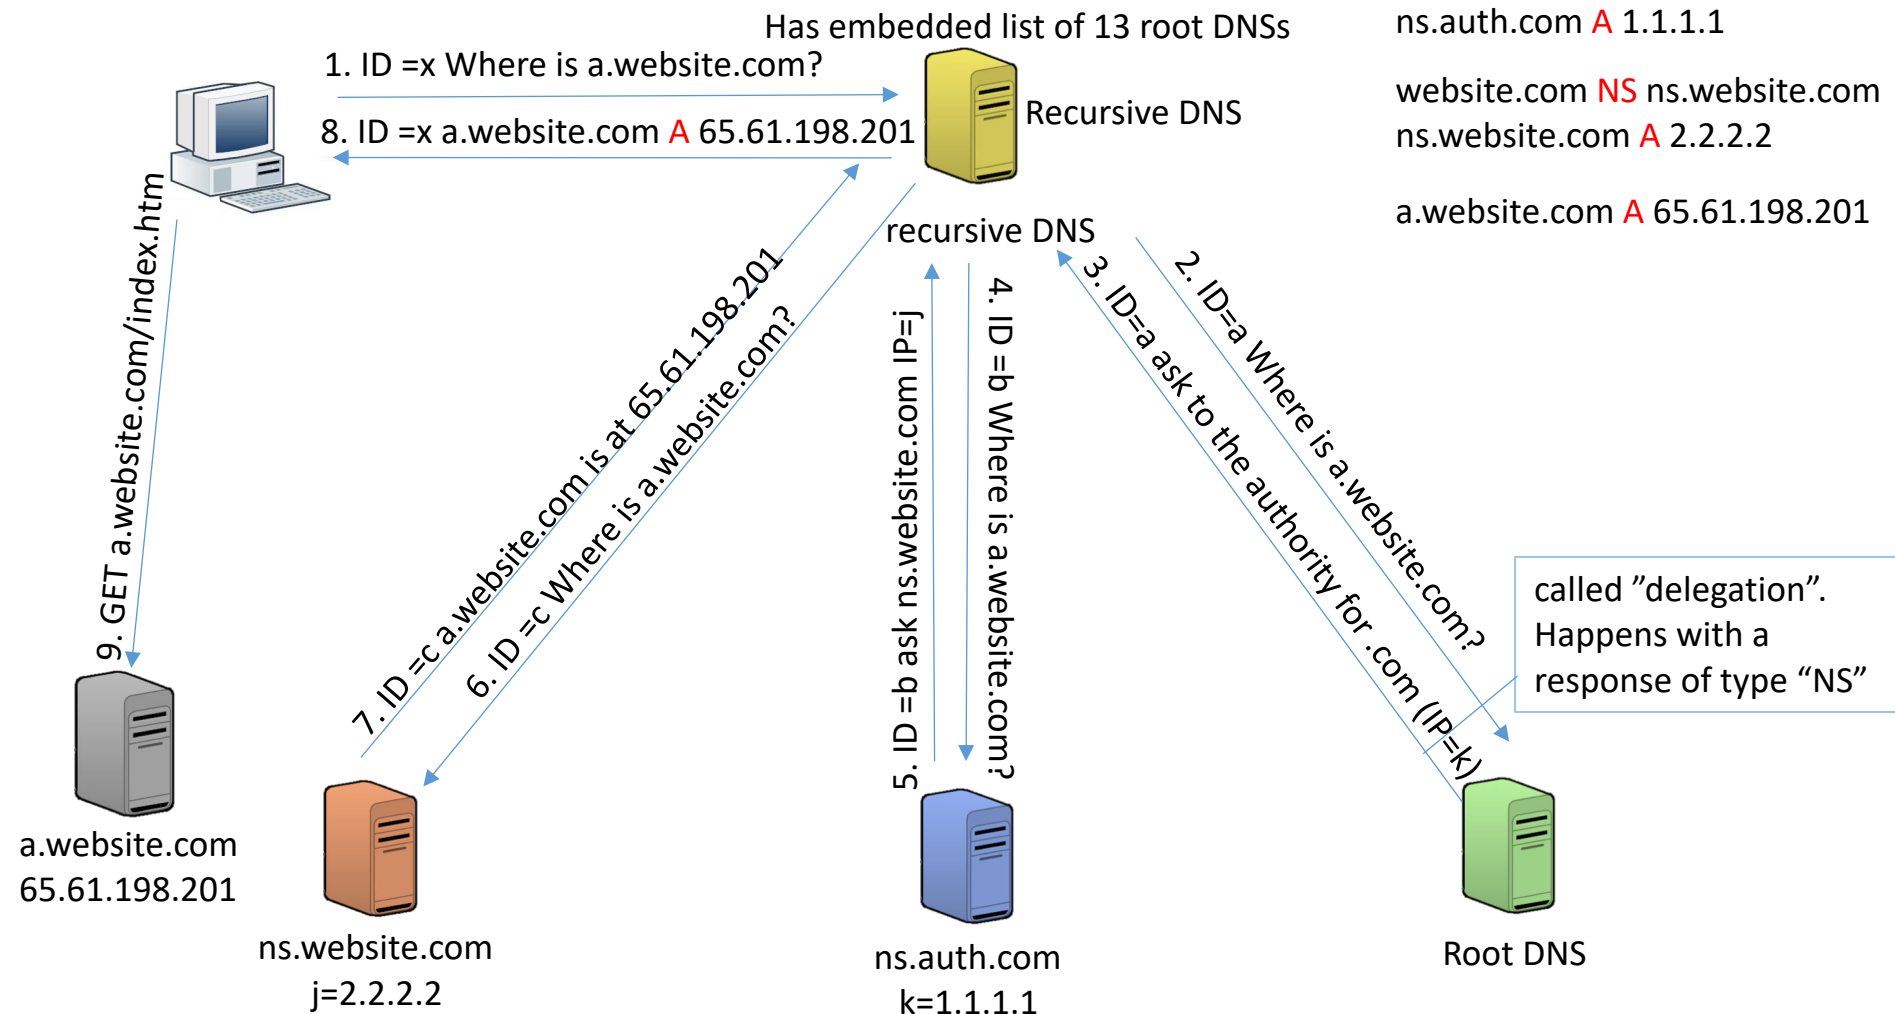 Has embedded list of 13 root DNSs
ns.auth.com A 1.1.1.1
1. ID =x Where is a.website.com?
website.com NS ns.website.com
Recursive DNS
8. ID =x a.website.com A 65.61.198.201
ns.website.com A 2.2.2.2
a.website.com A 65.61.198.201
recursive DNS
9. GET a.website.com/index.htm
7. ID =c a.website.com is at 65.61.198.201
6. ID =c Where is a.website.com?
5. ID =b ask ns.website.com IP=j
4. ID =b Where is a.website.com?
3. ID=a ask to the authority for .com (IP=k)
2. ID=a Where is a.website.com?
called ”delegation”.
Happens with a
response of type “NS”
a.website.com
65.61.198.201
ns.website.com
j=2.2.2.2
ns.auth.com
k=1.1.1.1
Root DNS